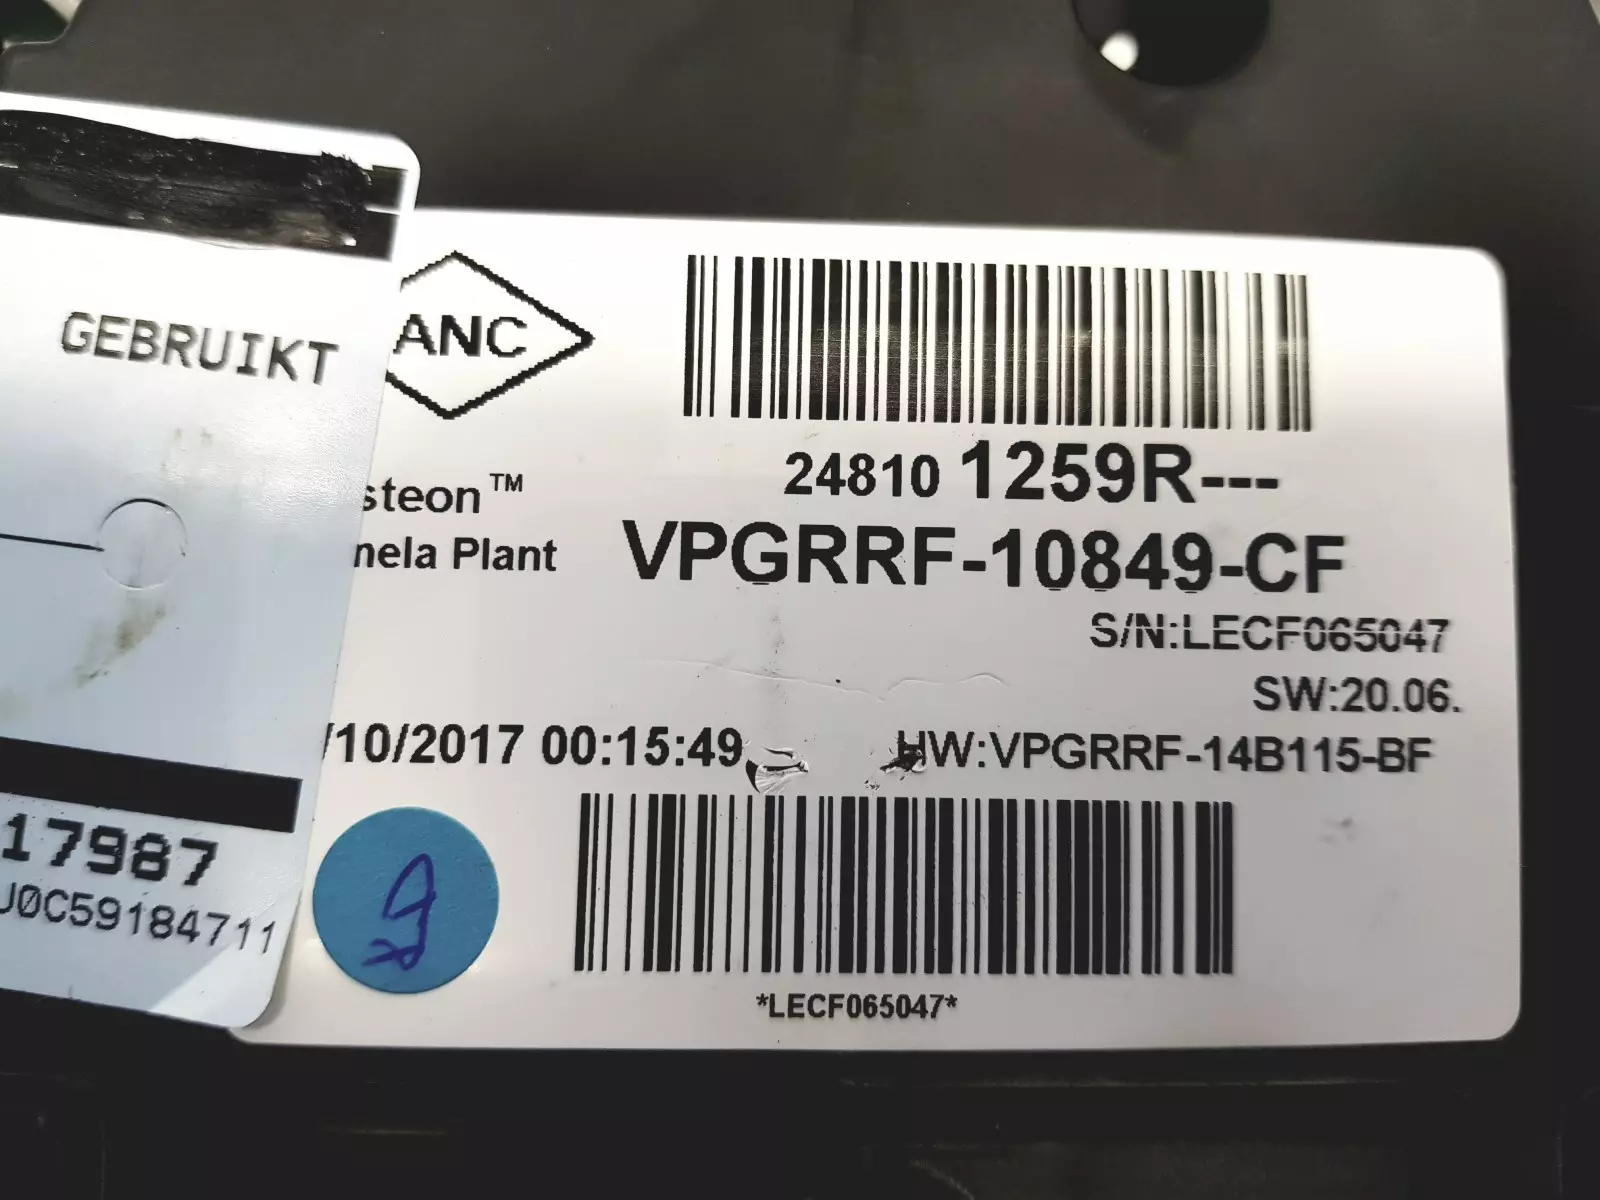 GEBRUIKT
17987
J0C59184711
ANC
steon™
nela Plant
24810 1259R---
VPGRRF-10849-CF
S/N:LECF065047
SW:20.06.
/10/2017 00:15:49
HW:VPGRRF-14B115-BF
*LECF065047*